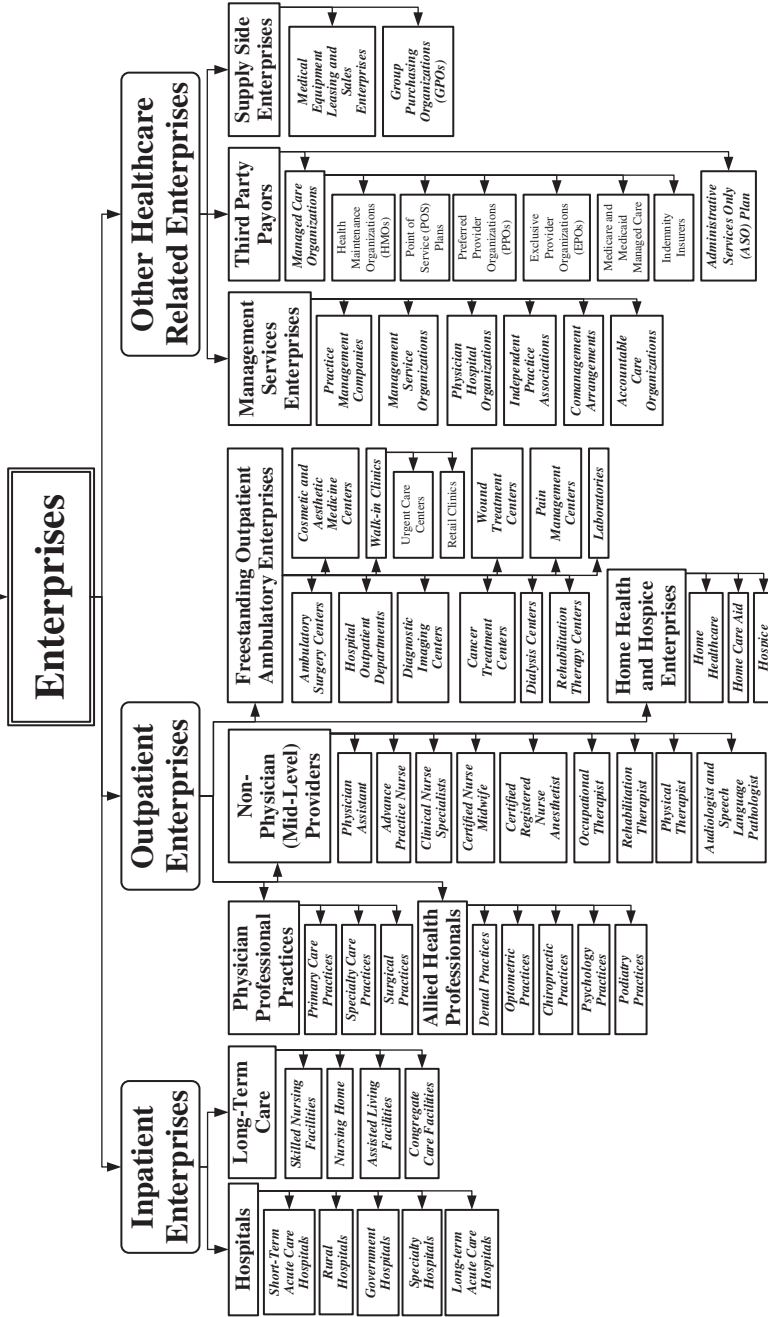 Enterprises
Inpatient
Enterprises
Hospitals
Short-Term
Acute Care
Hospitals
Rural
Hospitals
Government
Hospitals
Specialty
Hospitals
Long-term
Acute Care
Hospitals
Long-Term
Care
Skilled Nursing
Facilities
Nursing Home
Assisted Living
Facilities
Congregate
Care Facilities
Outpatient
Enterprises
Physician
Professional
Practices
Primary Care
Practices
Specialty Care
Practices
Surgical
Practices
Allied Health
Professionals
Dental Practices
Optometric
Practices
Chiropractic
Practices
Psychology
Practices
Podiatry
Practices
Non-
Physician
(Mid-Level)
Providers
Physician
Assistant
Advance
Practice Nurse
Clinical Nurse
Specialists
Certified Nurse
Midwife
Certified
Registered
Nurse
Anesthetist
Occupational
Therapist
Rehabilitation
Therapist
Physical
Therapist
Audiologist and
Speech
Language
Pathologist
Freestanding Outpatient
Ambulatory Enterprises
Ambulatory
Surgery Centers
Hospital
Outpatient
Departments
Diagnostic
Imaging
Centers
Cancer
Treatment
Centers
Dialysis Centers
Rehabilitation
Therapy Centers
Cosmetic and
Aesthetic
Medicine
Centers
Walk-in Clinics
Urgent Care
Centers
Retail Clinics
Wound
Treatment
Centers
Pain
Management
Centers
Laboratories
Home Health
and Hospice
Enterprises
Home
Healthcare
Home Care Aid
Hospice
Other Healthcare
Related Enterprises
Management
Services
Enterprises
Practice
Management
Companies
Management
Service
Organizations
Physician
Hospital
Organizations
Independent
Practice
Associations
Comanagement
Arrangements
Accountable
Care
Organizations
Third Party
Payors
Managed Care
Organizations
Health
Maintenance
Organizations
(HMOs)
Point of
Service (POS)
Plans
Preferred
Provider
Organizations
(PPOs)
Exclusive
Provider
Organizations
(EPOs)
Medicare and
Medicaid
Managed Care
Indemnity
Insurers
Administrative
Services Only
(ASO) Plan
Supply Side
Enterprises
Medical
Equipment
Leasing and
Sales
Enterprises
Group
Purchasing
Organizations
(GPOs)